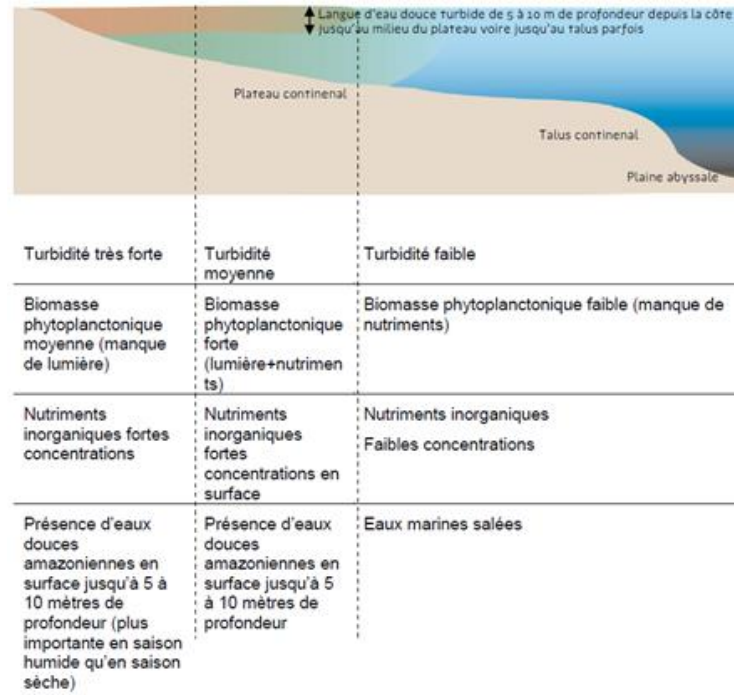 Langue d'eau douce turbide de 5 à 10 m de profondeur depuis la côte
jusqu'au milieu du plateau voire jusqu'au talus parfois
Plateau continenal
Talus continenal
Plaine abyssale
Turbidité très forte
Turbidité
moyenne
Turbidité faible
Biomasse
phytoplanctonique
moyenne (manque
de lumière)
Biomasse
phytoplanctonique
forte
(lumière+nutrimen
ts)
Biomasse phytoplanctonique faible (manque de
nutriments)
Nutriments
inorganiques fortes
concentrations
Nutriments
inorganiques
fortes
concentrations en
surface
Nutriments inorganiques
Faibles concentrations
Présence d'eaux
douces
amazoniennes en
surface jusqu'à 5 à
10 mètres de
profondeur (plus
importante en saison
humide qu'en saison
sèche)
Présence d'eaux
douces
amazoniennes en
surface jusqu'à 5
à 10 mètres de
profondeur
Eaux marines salées